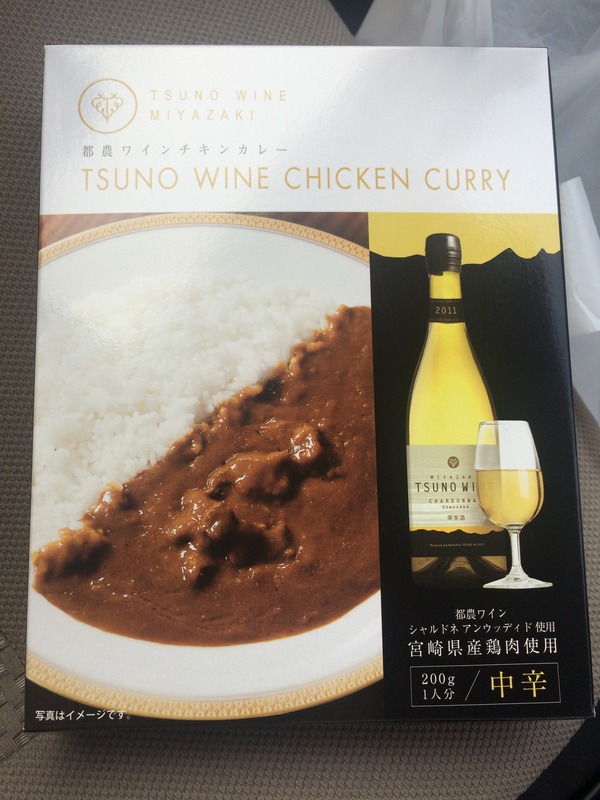 TSUNO WINE
MIYAZAKI
都農ワインチキンカレー
TSUNO WINE CHICKEN CURRY
2011
MIYAZAKI
TSUNO WI
CHARDONNA
Unwooded
果実酒
都農ワイン
シャルドネ アンウッディド 使用
宮崎県産鶏肉使用
200g
1人分
中辛
写真はイメージです。